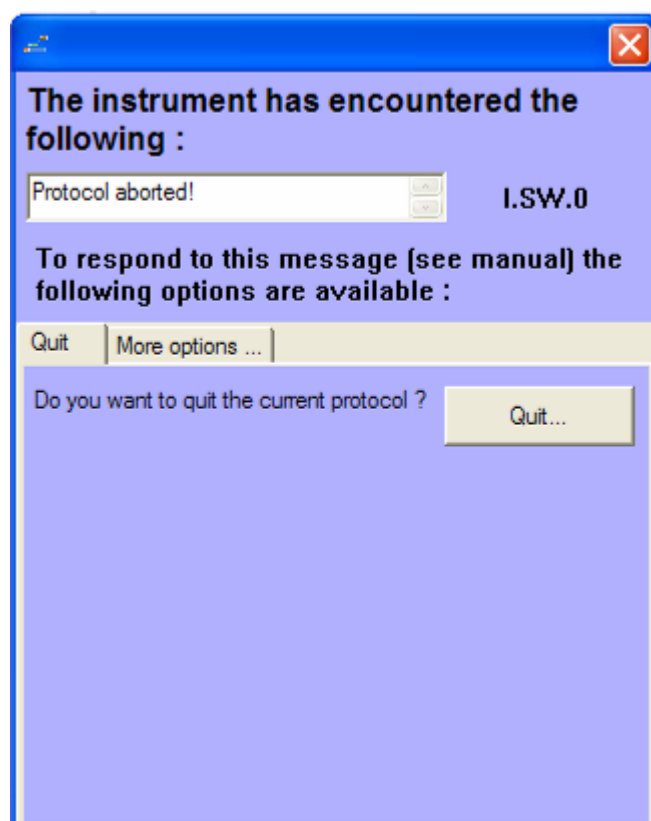 The instrument has encountered the
following :
Protocol aborted!
I.SW.0
To respond to this message (see manual) the
following options are available :
Quit
More options ...
Do you want to quit the current protocol ?
Quit...